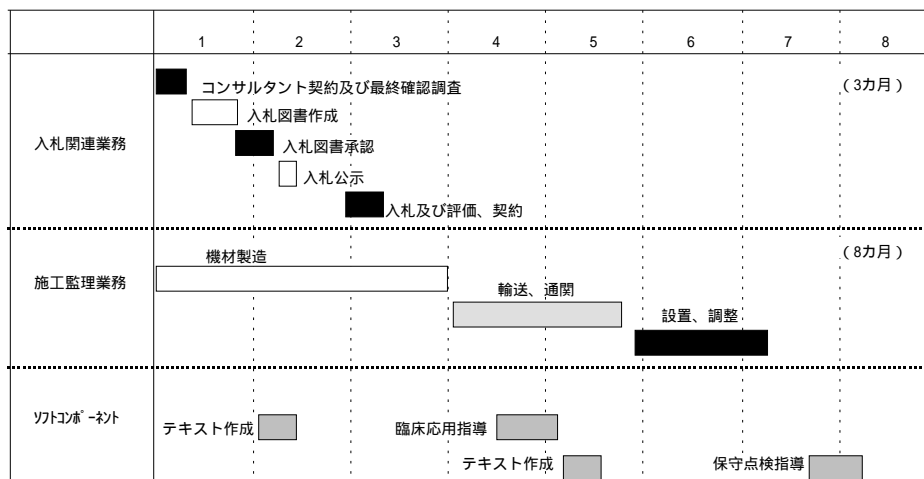 1 2 3 4 5 6 7 8
コンサルタント契約及び最終確認調査 (3カ月)
入札図書作成
入札関連業務
入札図書承認
入札公示
入札及び評価、契約
機材製造 (8カ月)
施工監理業務
輸送、通関
設置、調整
ソフトコンポーネント
テキスト作成 臨床応用指導
テキスト作成 保守点検指導